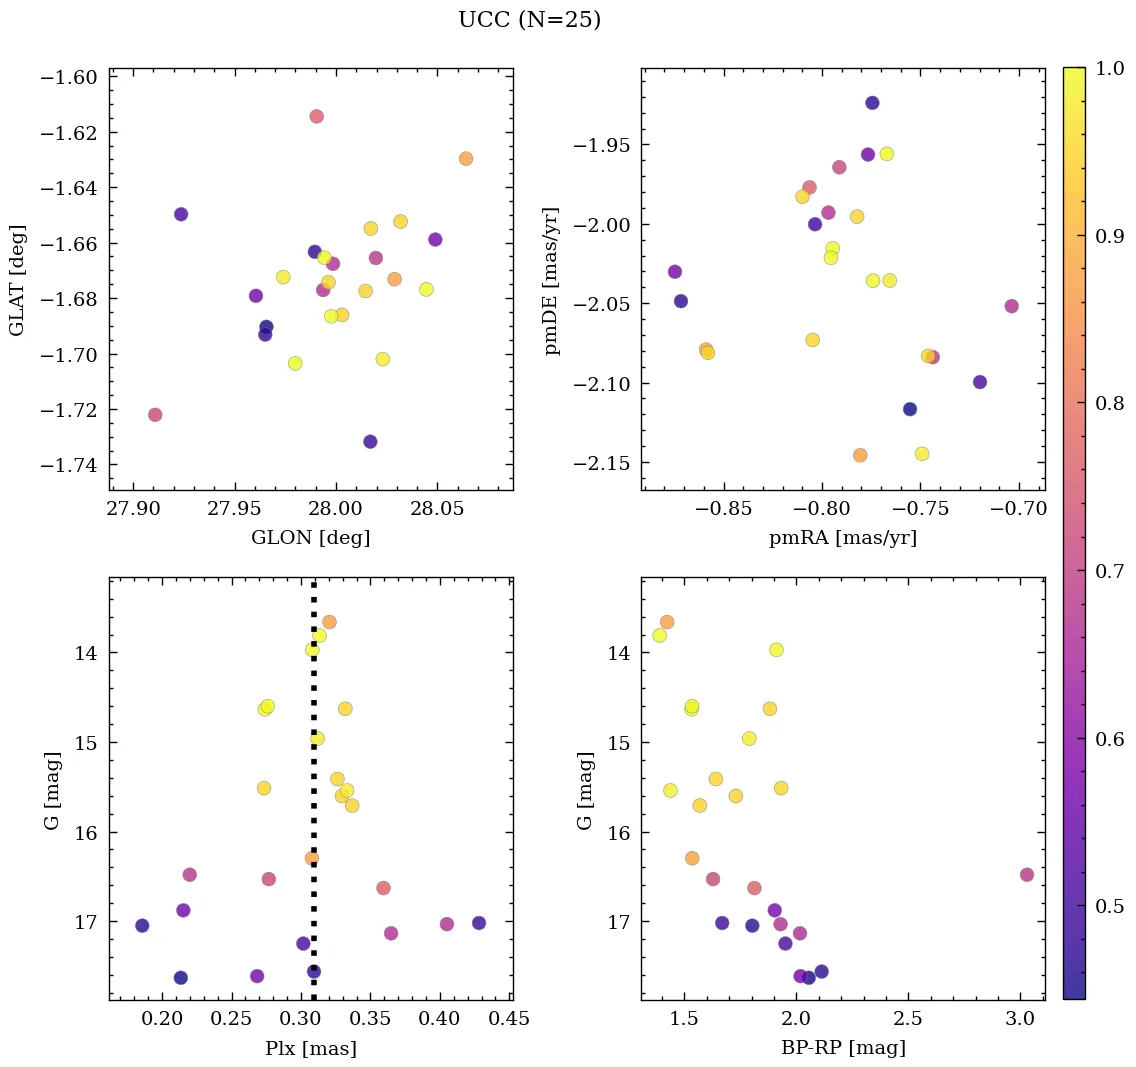 UCC (N=25)
−1.60
−1.62
−1.64
−1.66
−1.68
−1.70
−1.72
−1.74
GLAT [deg]
27.90 27.95 28.00 28.05
GLON [deg]
−1.95
−2.00
−2.05
−2.10
−2.15
pmDE [mas/yr]
−0.85 −0.80 −0.75 −0.70
pmRA [mas/yr]
14
15
16
17
G [mag]
0.20 0.25 0.30 0.35 0.40 0.45
Plx [mas]
14
15
16
17
G [mag]
1.5 2.0 2.5 3.0
BP-RP [mag]
1.0
0.9
0.8
0.7
0.6
0.5